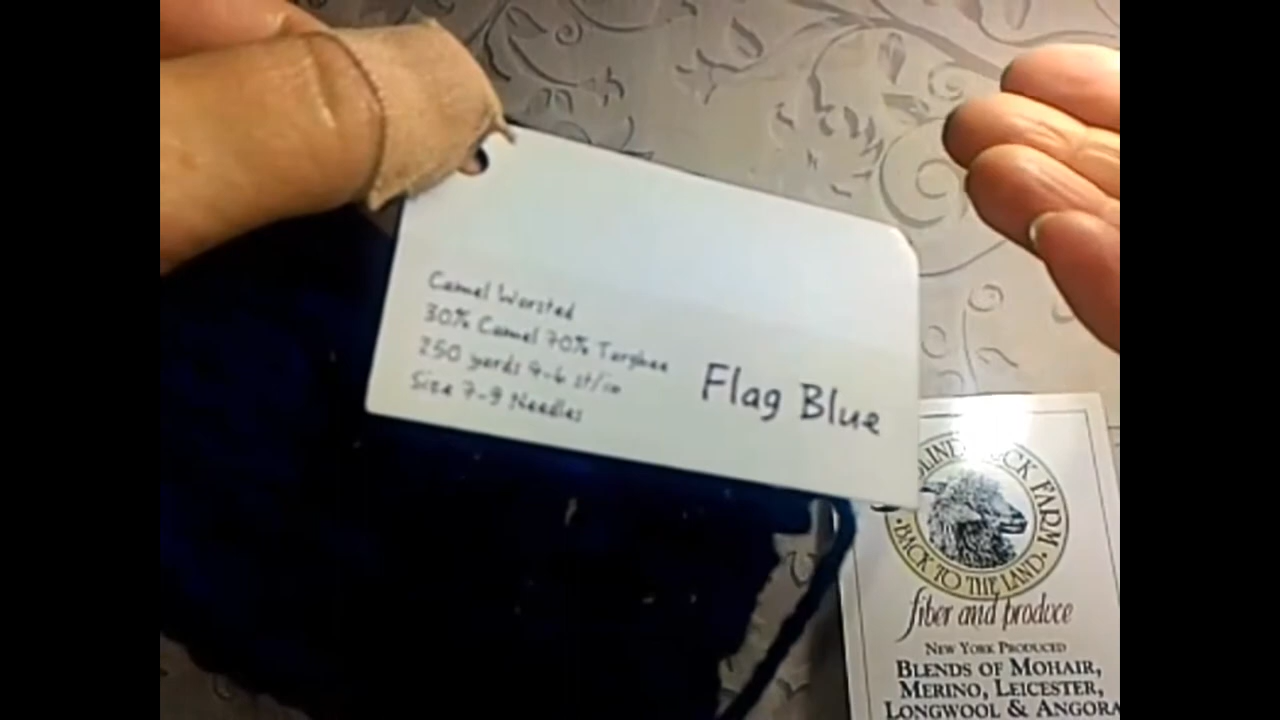 Camel Worsted
30% Camel 70% Targhee
250 yards 4-6 st/in
Size 7-9 Needles
Flag Blue
FARM
• BACK TO THE LAND •
fiber and produce
NEW YORK PRODUCED
BLENDS OF MOHAIR,
MERINO, LEICESTER,
LONGWOOL & ANGORA